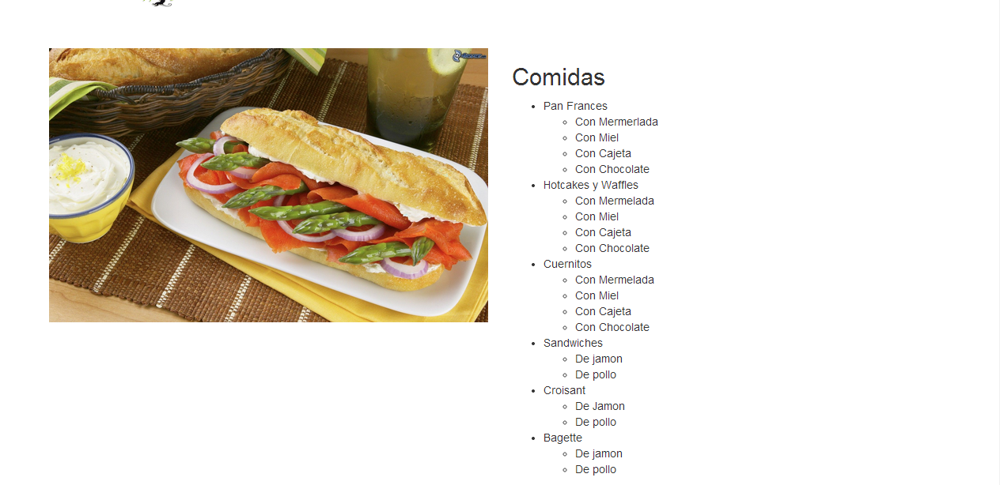 Comidas
Pan Frances
Con Mermerlada
Con Miel
Con Cajeta
Con Chocolate
Hotcakes y Waffles
Con Mermelada
Con Miel
Con Cajeta
Con Chocolate
Cuernitos
Con Mermelada
Con Miel
Con Cajeta
Con Chocolate
Sandwiches
De jamon
De pollo
Croisant
De Jamon
De pollo
Bagette
De jamon
De pollo